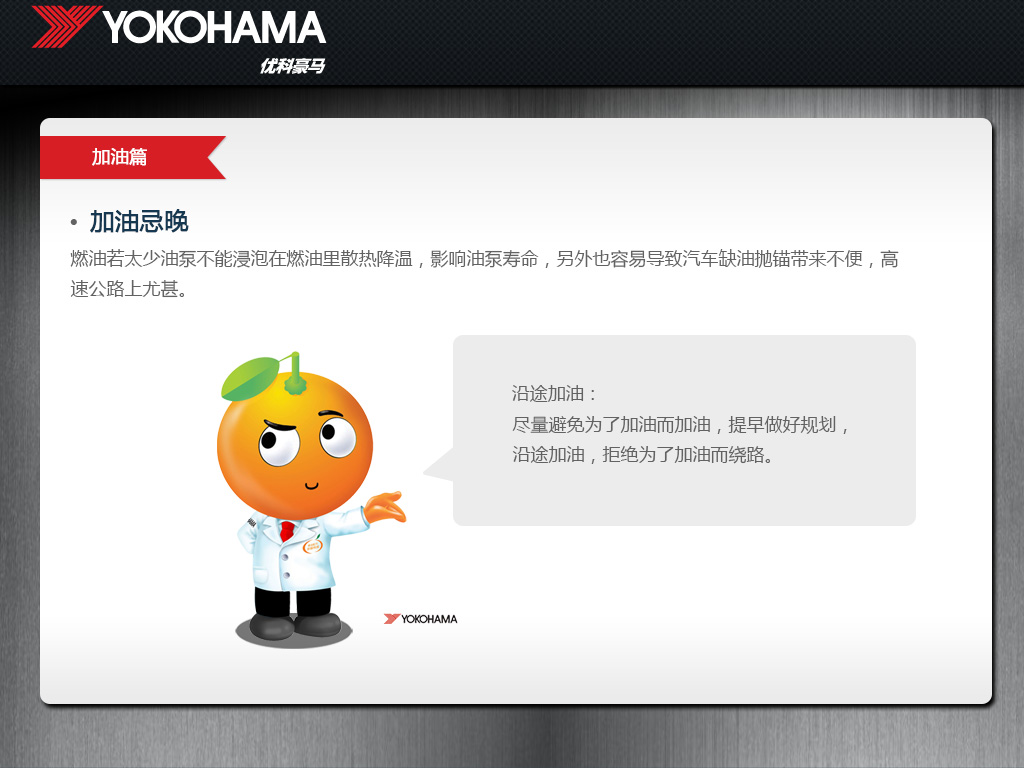 YOKOHAMA
优科豪马
加油篇
• 加油忌晚
燃油若太少油泵不能浸泡在燃油里散热降温，影响油泵寿命，另外也容易导致汽车缺油抛锚带来不便，高
速公路上尤甚。
沿途加油：
尽量避免为了加油而加油，提早做好规划，
沿途加油，拒绝为了加油而绕路。
YOKOHAMA